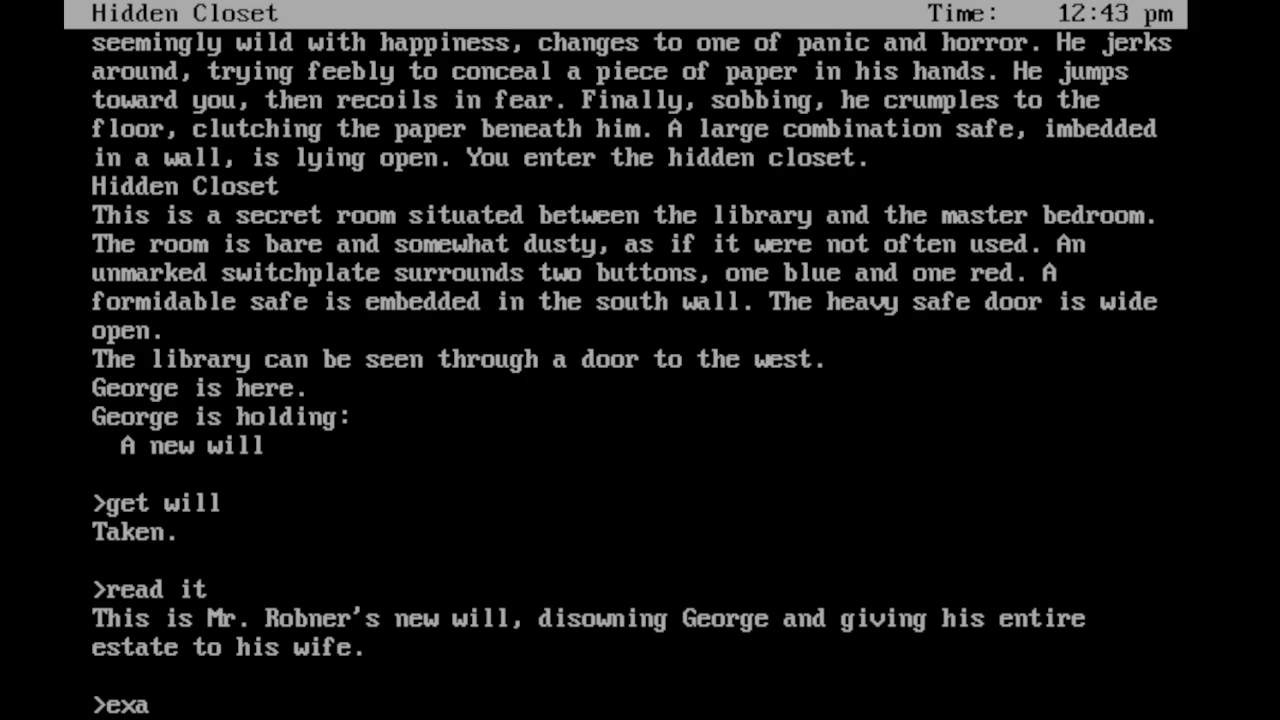 Hidden Closet Time: 12:43 pm
seemingly wild with happiness, changes to one of panic and horror. He jerks
around, trying feebly to conceal a piece of paper in his hands. He jumps
toward you, then recoils in fear. Finally, sobbing, he crumples to the
floor, clutching the paper beneath him. A large combination safe, imbedded
in a wall, is lying open. You enter the hidden closet.
Hidden Closet
This is a secret room situated between the library and the master bedroom.
The room is bare and somewhat dusty, as if it were not often used. An
unmarked switchplate surrounds two buttons, one blue and one red. A
formidable safe is embedded in the south wall. The heavy safe door is wide
open.
The library can be seen through a door to the west.
George is here.
George is holding:
A new will
>get will
Taken.
>read it
This is Mr. Robner's new will, disowning George and giving his entire
estate to his wife.
>exa